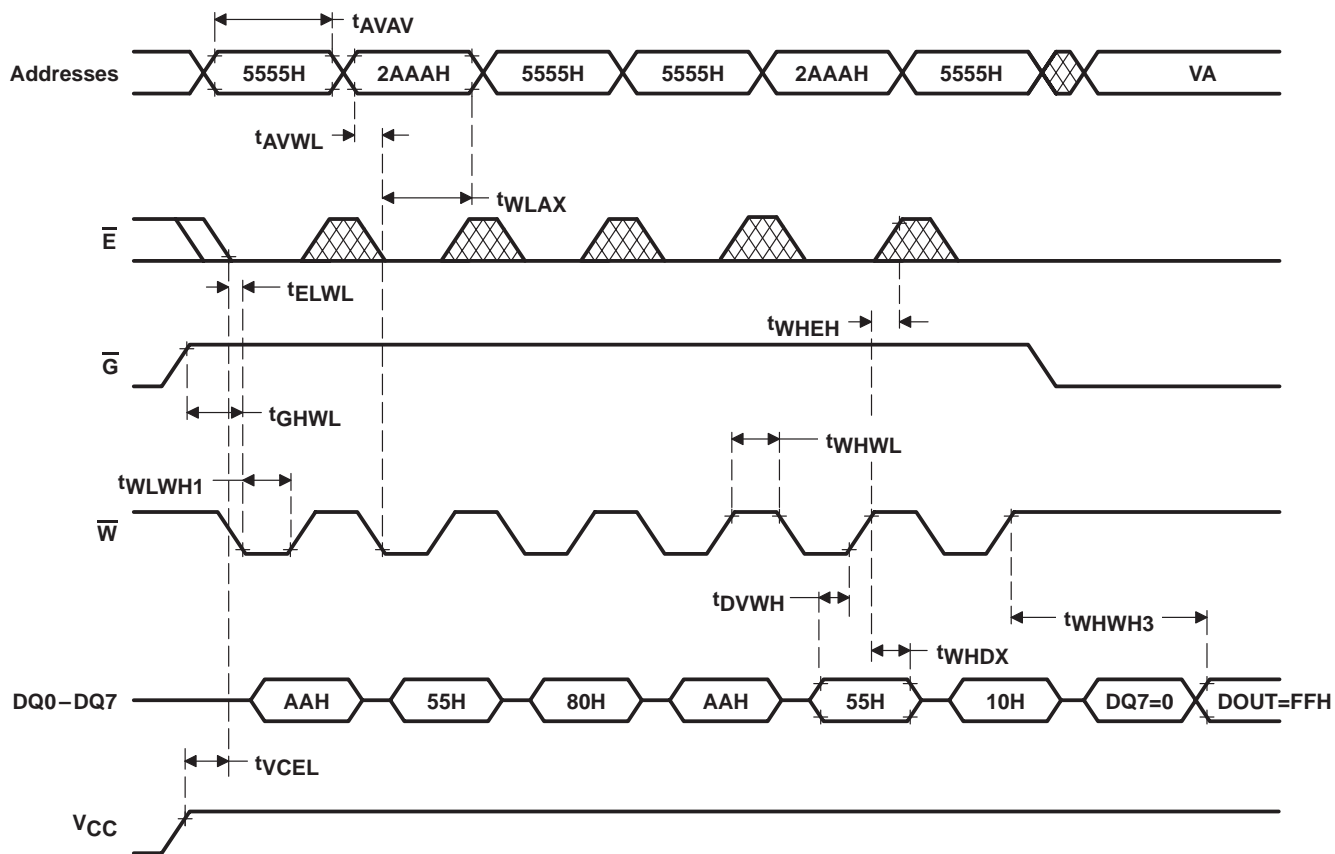 tAVAV
Addresses 5555H 2AAAH 5555H 5555H 2AAAH 5555H VA
tAVWL
tWLAX
E̅
tELWL
tWHEH
G̅
tGHWL
tWHWL
tWLWH1
W̅
tDVWH
tWHWH3
tWHDX
DQ0–DQ7 AAH 55H 80H AAH 55H 10H DQ7=0 DOUT=FFH
tVCEL
VCC